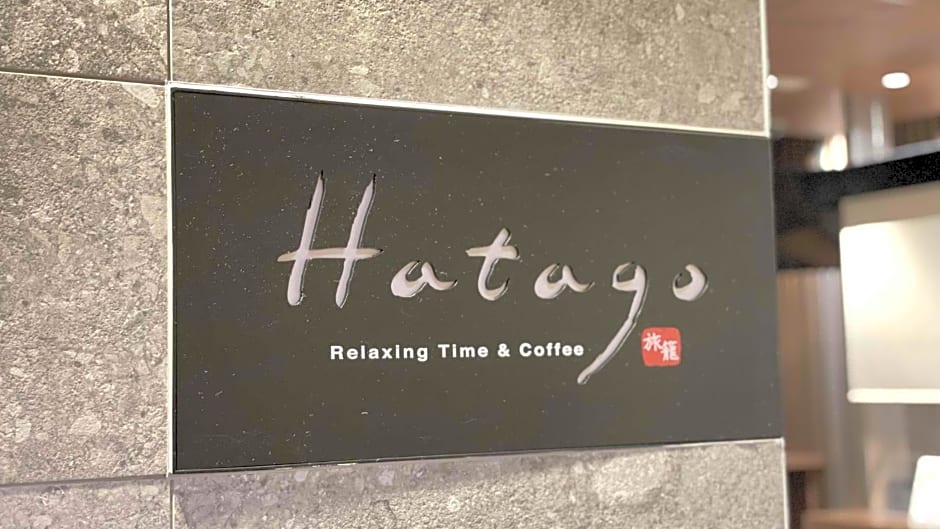 Hatago
Relaxing Time & Coffee
旅籠